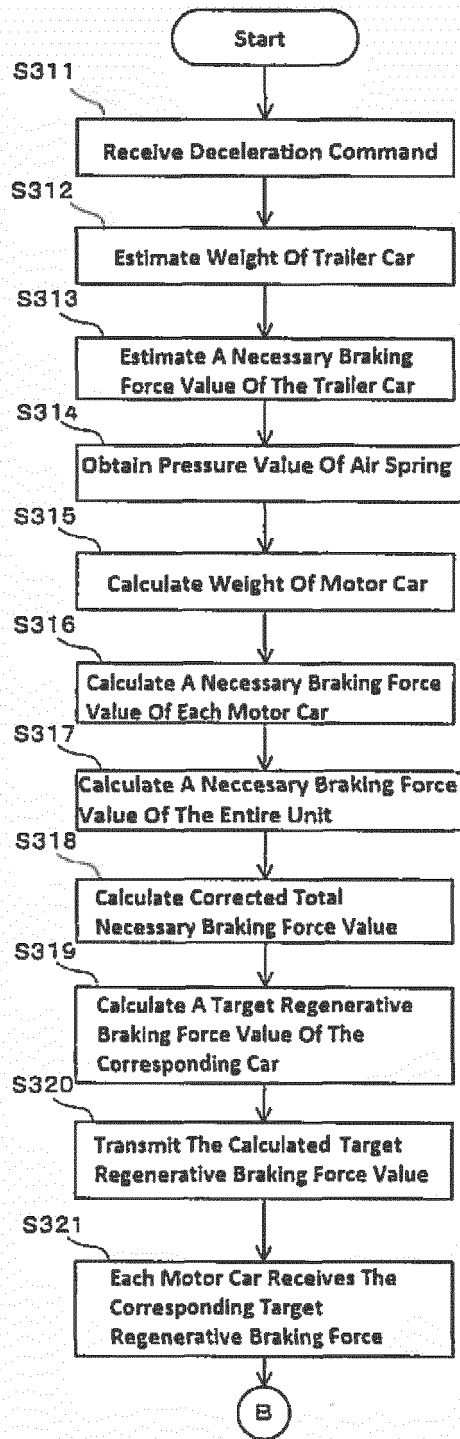 Start
S311
Receive Deceleration Command
S312
Estimate Weight Of Trailer Car
S313
Estimate A Necessary Braking
Force Value Of The Trailer Car
S314
Obtain Pressure Value Of Air Spring
S315
Calculate Weight Of Motor Car
S316
Calculate A Necessary Braking Force
Value Of Each Motor Car
S317
Calculate A Neccesary Braking Force
Value Of The Entire Unit
S318
Calculate Corrected Total
Necessary Braking Force Value
S319
Calculate A Target Regenerative
Braking Force Value Of The
Corresponding Car
S320
Transmit The Calculated Target
Regenerative Braking Force Value
S321
Each Motor Car Receives The
Corresponding Target
Regenerative Braking Force
B